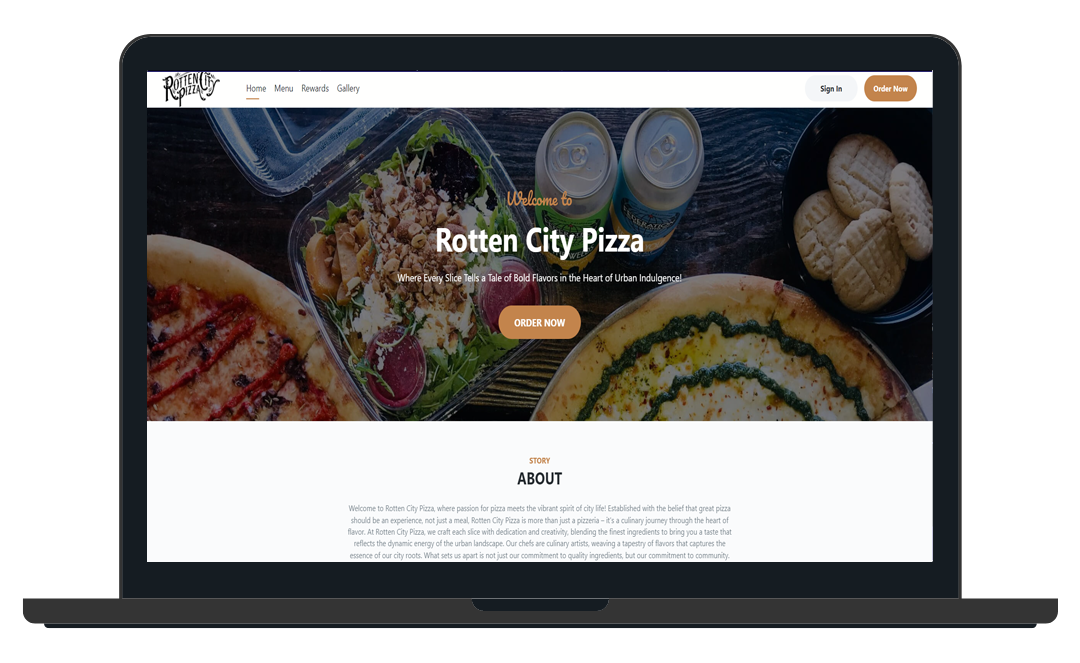 ROTTEN CITY PIZZA
Home Menu Rewards Gallery Sign In Order Now
Welcome to
Rotten City Pizza
Where Every Slice Tells a Tale of Bold Flavors in the Heart of Urban Indulgence!
ORDER NOW
STORY
ABOUT
Welcome to Rotten City Pizza, where passion for pizza meets the vibrant spirit of city life! Established with the belief that great pizza
should be an experience, not just a meal, Rotten City Pizza is more than just a pizzeria – it's a culinary journey through the heart of
flavor. At Rotten City Pizza, we craft each slice with dedication and creativity, blending the finest ingredients to bring you a taste that
reflects the dynamic energy of the urban landscape. Our chefs are culinary artists, weaving a tapestry of flavors that captures the
essence of our city roots. What sets us apart is not just our commitment to quality ingredients, but our commitment to community.